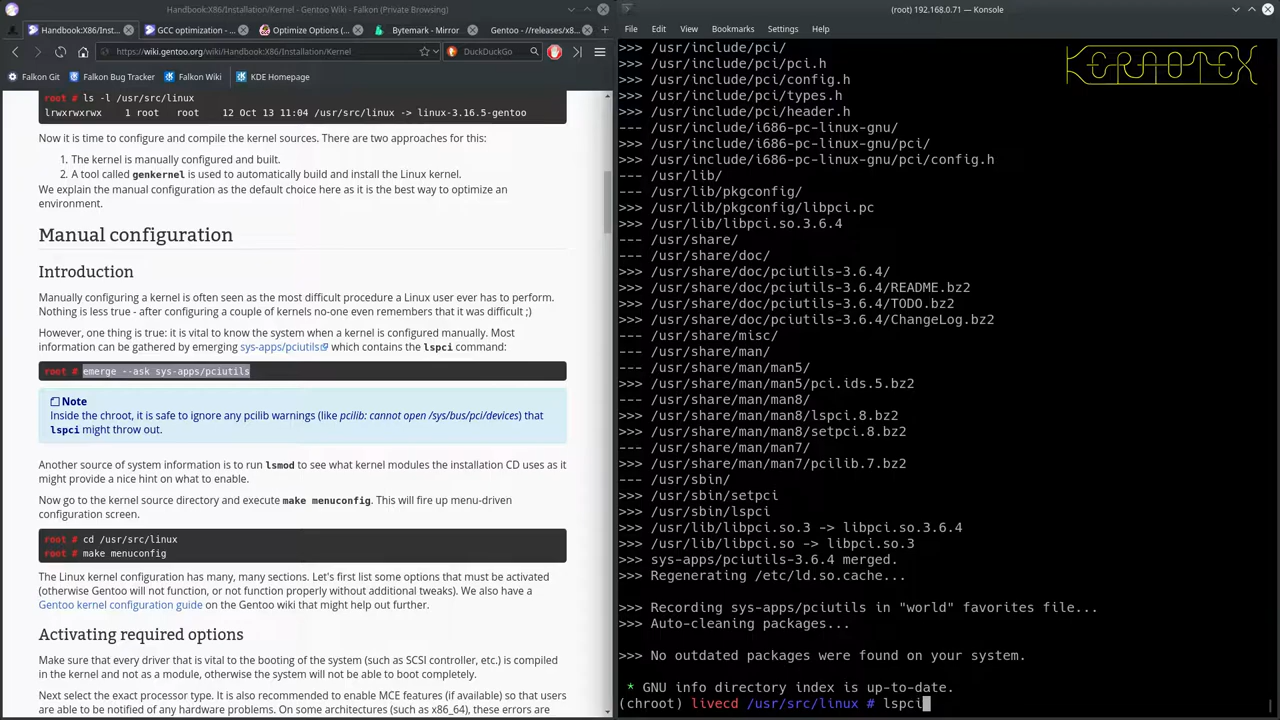 Handbook:X86/Installation/Kernel - Gentoo Wiki - Falkon (Private Browsing)
Handbook:X86/Inst...
GCC optimization - ...
Optimize Options (...
Bytemark - Mirror
Gentoo - //releases/x8...
https://wiki.gentoo.org/wiki/Handbook:X86/Installation/Kernel
DuckDuckGo
Falkon Git
Falkon Bug Tracker
Falkon Wiki
KDE Homepage
root # ls -l /usr/src/linux
lrwxrwxrwx 1 root root 12 Oct 13 11:04 /usr/src/linux -> linux-3.16.5-gentoo
Now it is time to configure and compile the kernel sources. There are two approaches for this:
1. The kernel is manually configured and built.
2. A tool called genkernel is used to automatically build and install the Linux kernel.
We explain the manual configuration as the default choice here as it is the best way to optimize an
environment.
Manual configuration
Introduction
Manually configuring a kernel is often seen as the most difficult procedure a Linux user ever has to perform.
Nothing is less true - after configuring a couple of kernels no-one even remembers that it was difficult ;)
However, one thing is true: it is vital to know the system when a kernel is configured manually. Most
information can be gathered by emerging sys-apps/pciutils which contains the lspci command:
root # emerge --ask sys-apps/pciutils
Note
Inside the chroot, it is safe to ignore any pcilib warnings (like pcilib: cannot open /sys/bus/pci/devices) that
lspci might throw out.
Another source of system information is to run lsmod to see what kernel modules the installation CD uses as it
might provide a nice hint on what to enable.
Now go to the kernel source directory and execute make menuconfig. This will fire up menu-driven
configuration screen.
root # cd /usr/src/linux
root # make menuconfig
The Linux kernel configuration has many, many sections. Let's first list some options that must be activated
(otherwise Gentoo will not function, or not function properly without additional tweaks). We also have a
Gentoo kernel configuration guide on the Gentoo wiki that might help out further.
Activating required options
Make sure that every driver that is vital to the booting of the system (such as SCSI controller, etc.) is compiled
in the kernel and not as a module, otherwise the system will not be able to boot completely.
Next select the exact processor type. It is also recommended to enable MCE features (if available) so that users
are able to be notified of any hardware problems. On some architectures (such as x86_64), these errors are
(root) 192.168.0.71 — Konsole
File Edit View Bookmarks Settings Help
KERAOTEX
>>> /usr/include/pci/
>>> /usr/include/pci/pci.h
>>> /usr/include/pci/config.h
>>> /usr/include/pci/types.h
>>> /usr/include/pci/header.h
--- /usr/include/i686-pc-linux-gnu/
--- /usr/include/i686-pc-linux-gnu/pci/
>>> /usr/include/i686-pc-linux-gnu/pci/config.h
--- /usr/lib/
--- /usr/lib/pkgconfig/
>>> /usr/lib/pkgconfig/libpci.pc
>>> /usr/lib/libpci.so.3.6.4
--- /usr/share/
--- /usr/share/doc/
>>> /usr/share/doc/pciutils-3.6.4/
>>> /usr/share/doc/pciutils-3.6.4/README.bz2
>>> /usr/share/doc/pciutils-3.6.4/TODO.bz2
>>> /usr/share/doc/pciutils-3.6.4/ChangeLog.bz2
--- /usr/share/misc/
--- /usr/share/man/
--- /usr/share/man/man5/
>>> /usr/share/man/man5/pci.ids.5.bz2
--- /usr/share/man/man8/
>>> /usr/share/man/man8/lspci.8.bz2
>>> /usr/share/man/man8/setpci.8.bz2
--- /usr/share/man/man7/
>>> /usr/share/man/man7/pcilib.7.bz2
--- /usr/sbin/
>>> /usr/sbin/setpci
>>> /usr/sbin/lspci
>>> /usr/lib/libpci.so.3 -> libpci.so.3.6.4
>>> /usr/lib/libpci.so -> libpci.so.3
>>> sys-apps/pciutils-3.6.4 merged.
>>> Regenerating /etc/ld.so.cache...
>>> Recording sys-apps/pciutils in "world" favorites file...
>>> Auto-cleaning packages...
>>> No outdated packages were found on your system.
* GNU info directory index is up-to-date.
(chroot) livecd /usr/src/linux # lspci